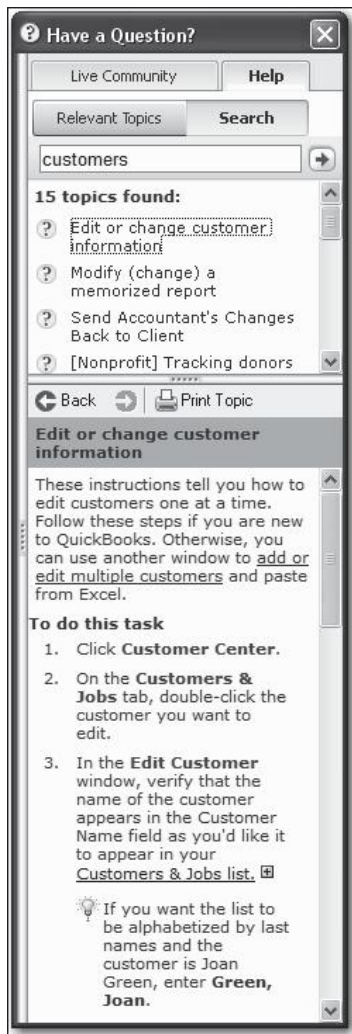 Have a Question?
Live Community Help
Relevant Topics Search
customers
15 topics found:
Edit or change customer
information
Modify (change) a
memorized report
Send Accountant's Changes
Back to Client
[Nonprofit] Tracking donors
Back Print Topic
Edit or change customer
information
These instructions tell you how to
edit customers one at a time.
Follow these steps if you are new
to QuickBooks. Otherwise, you
can use another window to add or
edit multiple customers and paste
from Excel.
To do this task
1. Click Customer Center.
2. On the Customers &
Jobs tab, double-click the
customer you want to
edit.
3. In the Edit Customer
window, verify that the
name of the customer
appears in the Customer
Name field as you'd like it
to appear in your
Customers & Jobs list.
If you want the list to
be alphabetized by last
names and the
customer is Joan
Green, enter Green,
Joan.